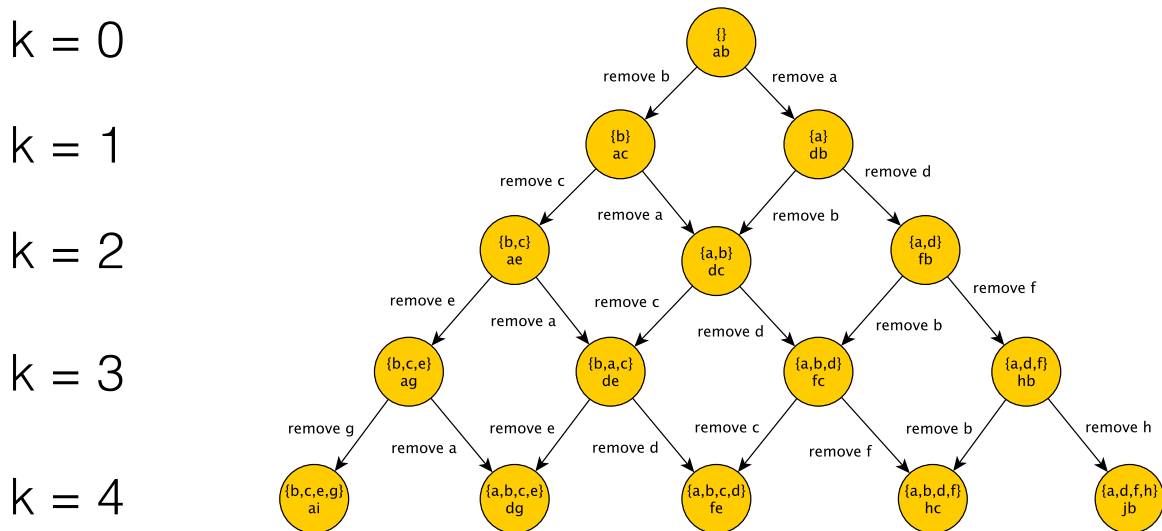 k = 0
{}
ab
remove b
remove a
k = 1
{b}
ac
{a}
db
remove c
remove a
remove b
remove d
k = 2
{b,c}
ae
{a,b}
dc
{a,d}
fb
remove e
remove a
remove c
remove d
remove b
remove f
k = 3
{b,c,e}
ag
{b,a,c}
de
{a,b,d}
fc
{a,d,f}
hb
remove g
remove a
remove e
remove d
remove c
remove f
remove b
remove h
k = 4
{b,c,e,g}
ai
{a,b,c,e}
dg
{a,b,c,d}
fe
{a,b,d,f}
hc
{a,d,f,h}
jb